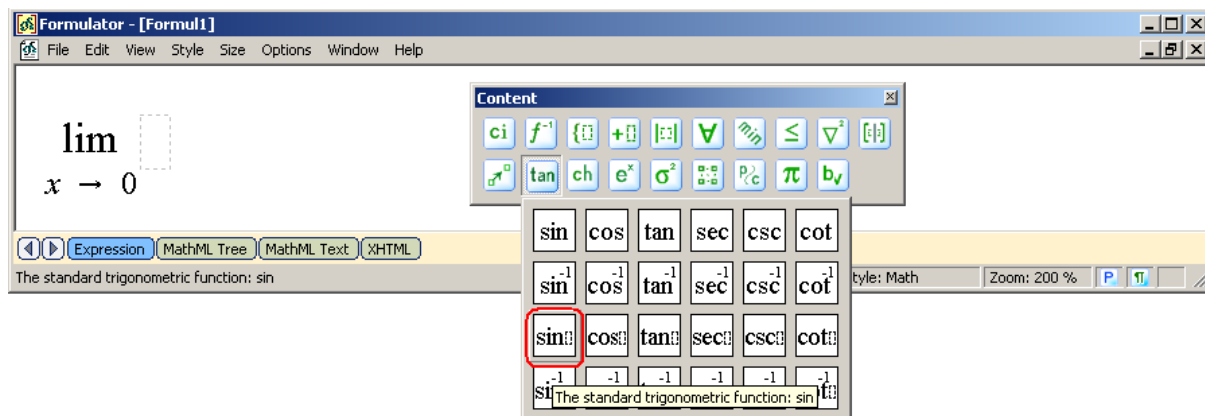 Formulator - [Formul1]
File Edit View Style Size Options Window Help
Content
lim
x → 0
ci f⁻¹ {▯ +▯ |▯| ∀ min ≤ ∇² [▯]
tan ch eˣ σ² P/c π bv
sin cos tan sec csc cot
sin⁻¹ cos⁻¹ tan⁻¹ sec⁻¹ csc⁻¹ cot⁻¹
sin▯ cos▯ tan▯ sec▯ csc▯ cot▯
The standard trigonometric function: sin
Expression MathML Tree MathML Text XHTML
The standard trigonometric function: sin
tyle: Math Zoom: 200 % P ¶